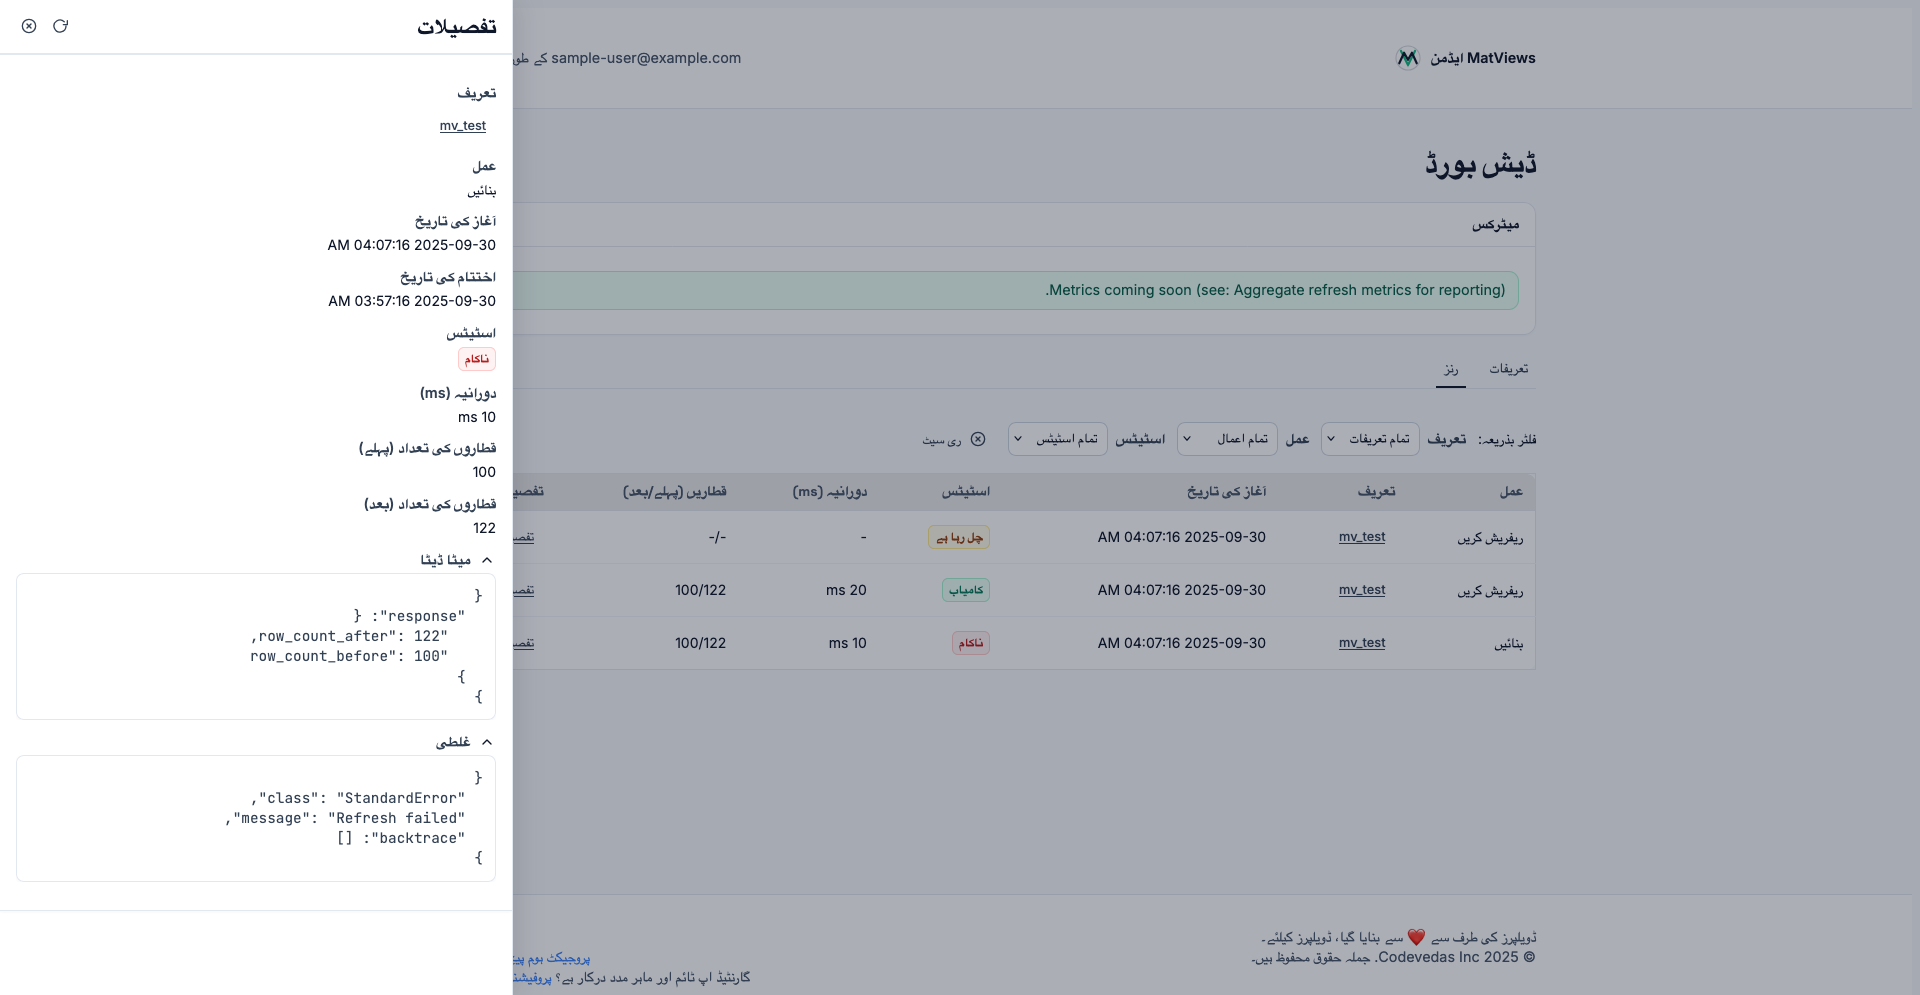 تفصیلات
تعریف
mv_test
عمل
بنائیں
آغاز کی تاریخ
AM 04:07:16 2025-09-30
اختتام کی تاریخ
AM 03:57:16 2025-09-30
اسٹیٹس
ناکام
دورانیہ (ms)
ms 10
قطاروں کی تعداد (پہلے)
100
قطاروں کی تعداد (بعد)
122
میٹا ڈیٹا
{
"response": {
"row_count_after": 122,
"row_count_before": 100
}
}
غلطی
{
"class": "StandardError",
"message": "Refresh failed",
"backtrace": []
}
MatViews ایڈمن
sample-user@example.com کے
ڈیش بورڈ
میٹرکس
Metrics coming soon (see: Aggregate refresh metrics for reporting).
تعریفات رنز
فلٹر بذریعہ: تعریف تمام تعریفات عمل تمام اعمال اسٹیٹس تمام اسٹیٹس ری سیٹ
عمل تعریف آغاز کی تاریخ اسٹیٹس دورانیہ (ms) قطاریں (پہلے/بعد)
ریفریش کریں mv_test AM 04:07:16 2025-09-30 چل رہا ہے - -/-
ریفریش کریں mv_test AM 04:07:16 2025-09-30 کامیاب ms 20 100/122
بنائیں mv_test AM 04:07:16 2025-09-30 ناکام ms 10 100/122
ڈویلپرز کی طرف سے ❤️ سے بنایا گیا، ڈویلپرز کیلئے۔
© 2025 Codevedas Inc. جملہ حقوق محفوظ ہیں۔
پروجیکٹ ہوم
گارنٹیڈ اپ ٹائم اور ماہر مدد درکار ہے؟